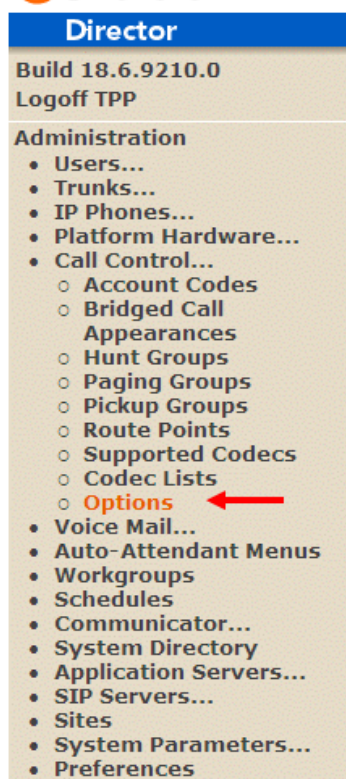 Director
Build 18.6.9210.0
Logoff TPP
Administration
• Users...
• Trunks...
• IP Phones...
• Platform Hardware...
• Call Control...
○ Account Codes
○ Bridged Call
Appearances
○ Hunt Groups
○ Paging Groups
○ Pickup Groups
○ Route Points
○ Supported Codecs
○ Codec Lists
○ Options
• Voice Mail...
• Auto-Attendant Menus
• Workgroups
• Schedules
• Communicator...
• System Directory
• Application Servers...
• SIP Servers...
• Sites
• System Parameters...
• Preferences